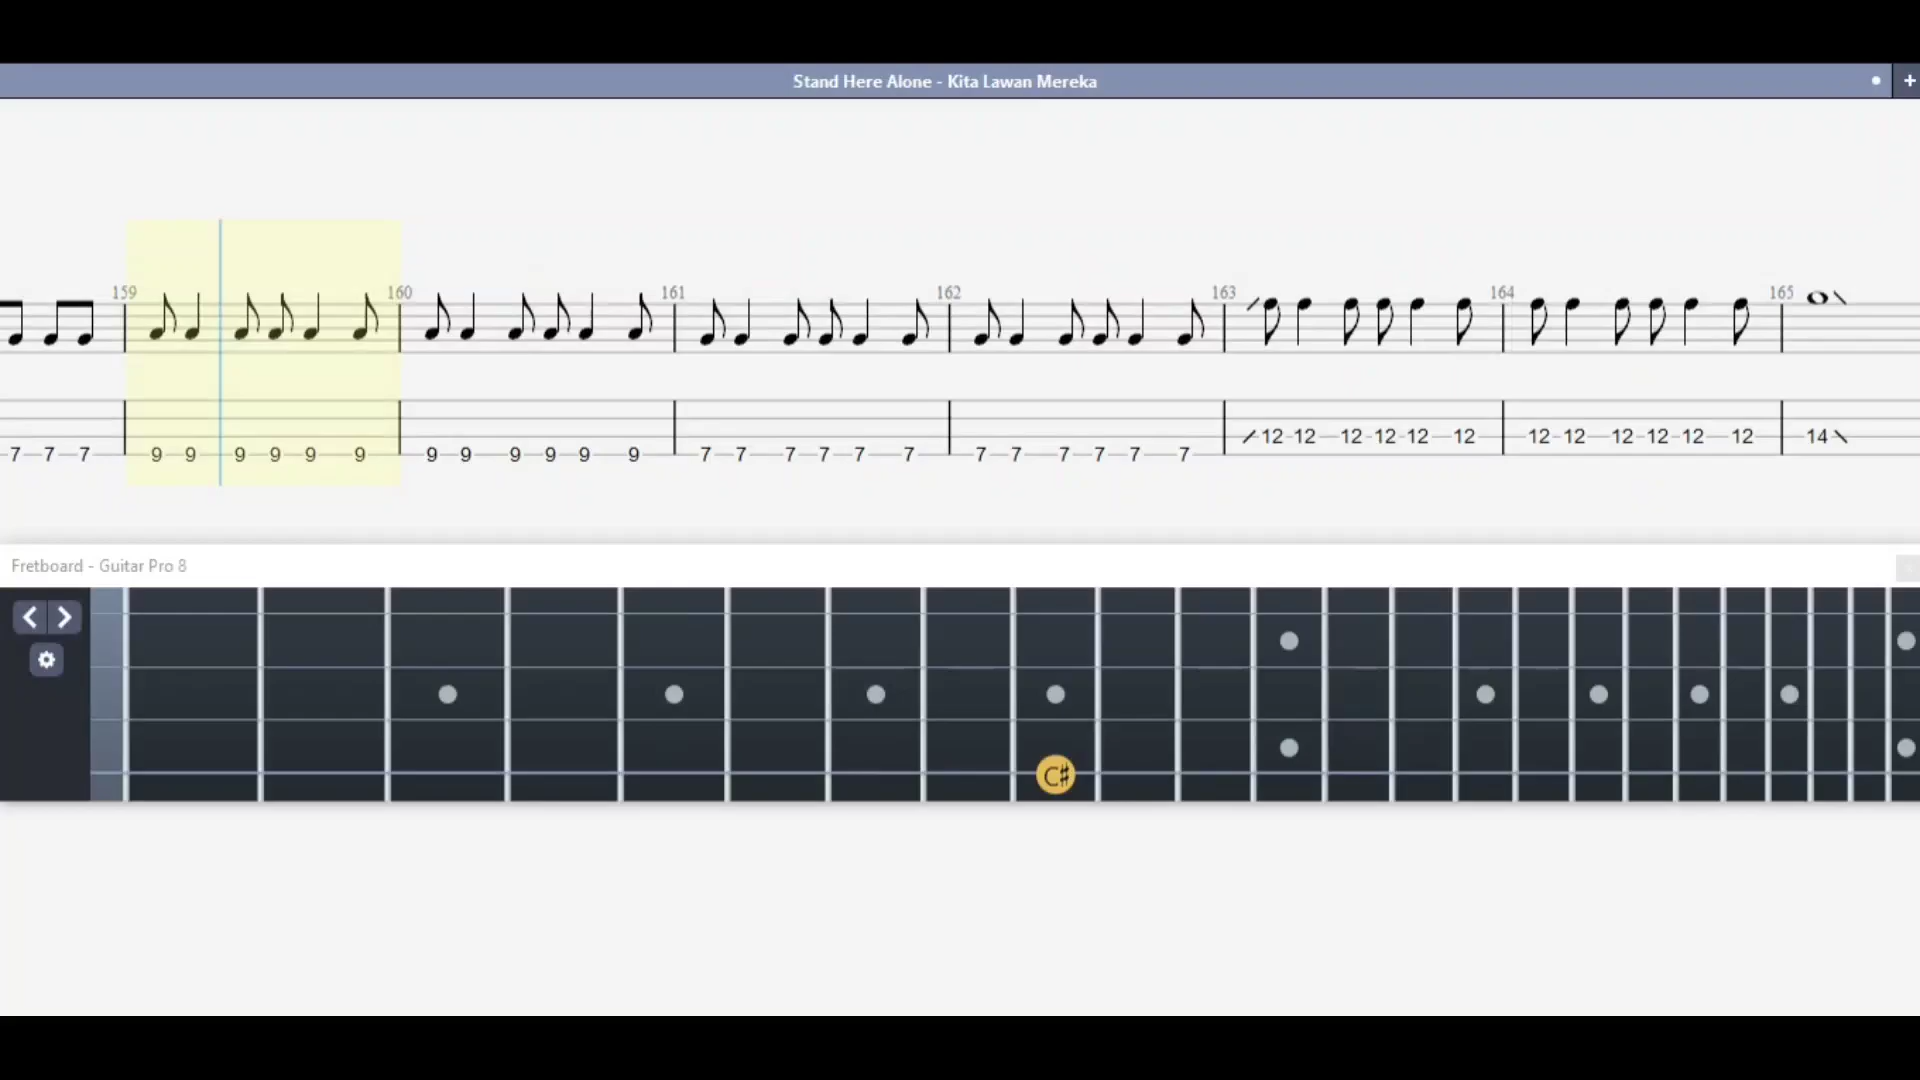 Stand Here Alone - Kita Lawan Mereka
159 160 161 162 163 164 165
7 7 7 9 9 9 9 9 9 9 9 9 9 9 9 7 7 7 7 7 7 7 7 7 7 7 7 12 12 12 12 12 12 12 12 12 12 12 12 14
Fretboard - Guitar Pro 8
C♯